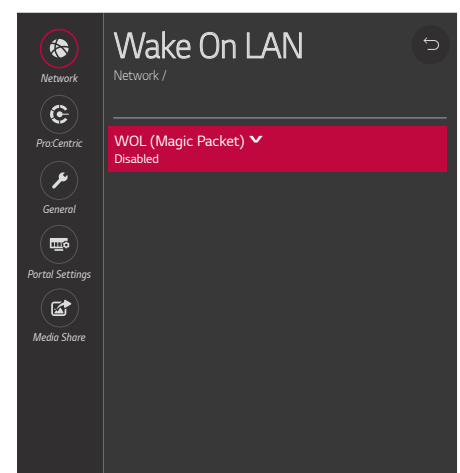 Wake On LAN
Network /
WOL (Magic Packet)
Disabled
Network
Pro:Centric
General
Portal Settings
Media Share